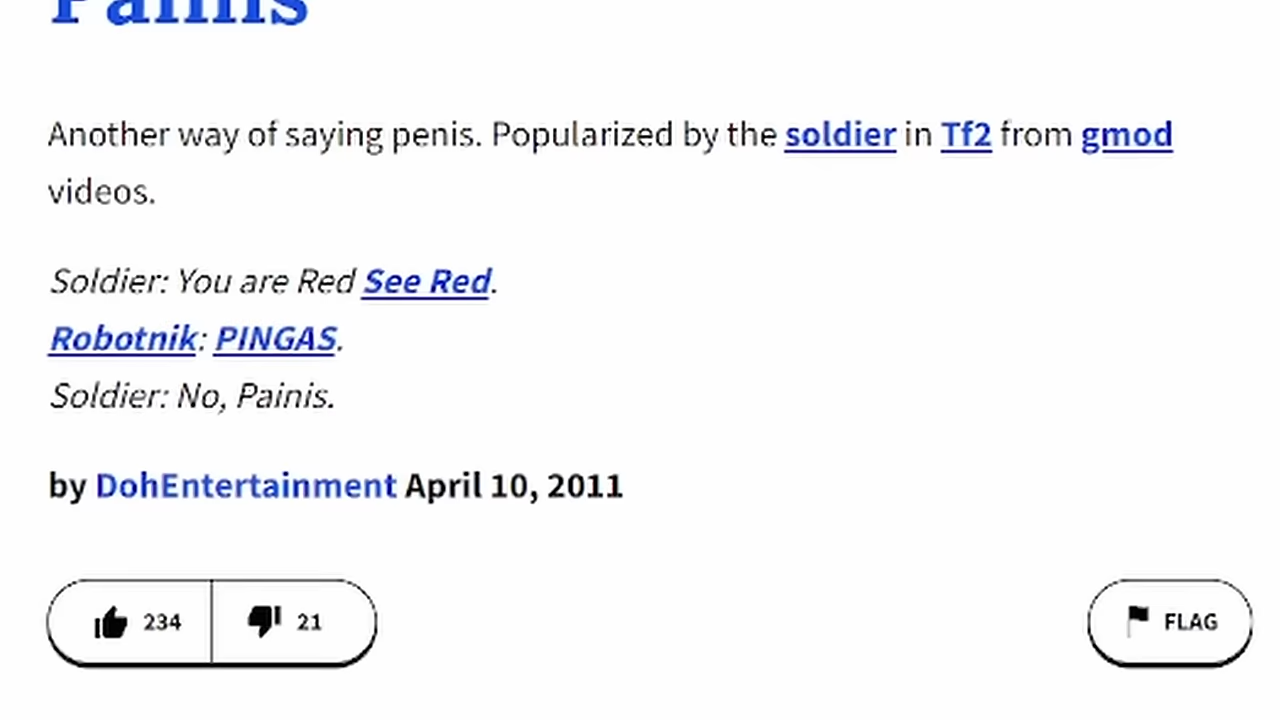 Painis
Another way of saying penis. Popularized by the soldier in Tf2 from gmod
videos.
Soldier: You are Red See Red.
Robotnik: PINGAS.
Soldier: No, Painis.
by DohEntertainment April 10, 2011
234 21 FLAG